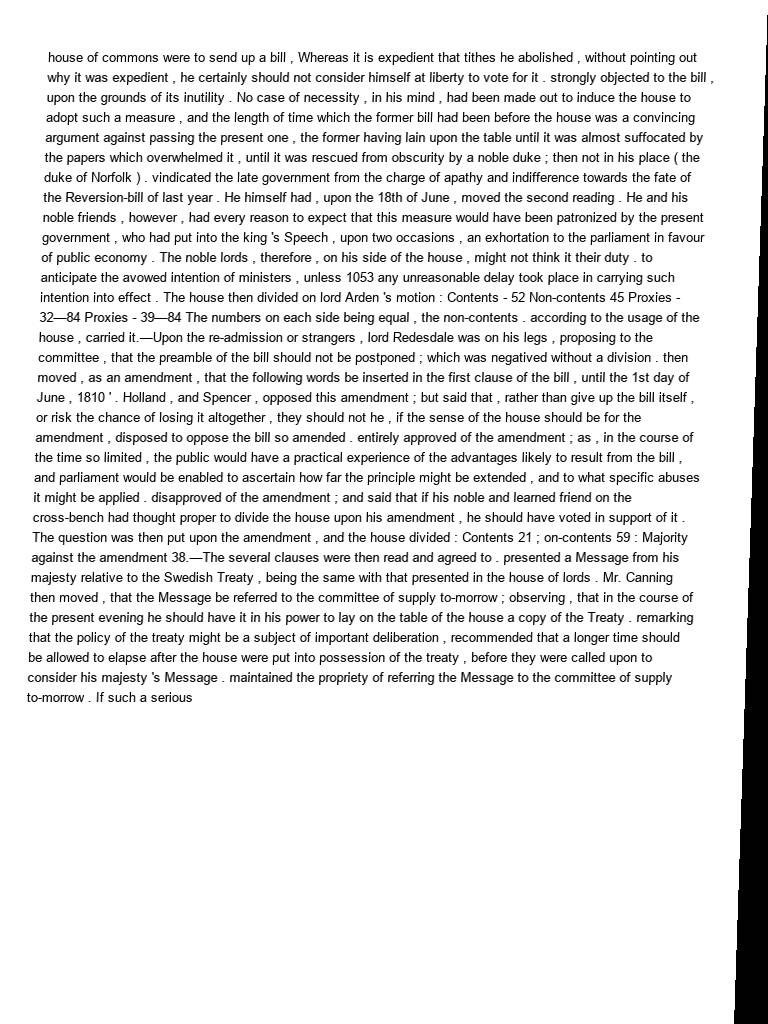 house of commons were to send up a bill , Whereas it is expedient that tithes he abolished , without pointing out
why it was expedient , he certainly should not consider himself at liberty to vote for it . strongly objected to the bill ,
upon the grounds of its inutility . No case of necessity , in his mind , had been made out to induce the house to
adopt such a measure , and the length of time which the former bill had been before the house was a convincing
argument against passing the present one , the former having lain upon the table until it was almost suffocated by
the papers which overwhelmed it , until it was rescued from obscurity by a noble duke ; then not in his place ( the
duke of Norfolk ) . vindicated the late government from the charge of apathy and indifference towards the fate of
the Reversion-bill of last year . He himself had , upon the 18th of June , moved the second reading . He and his
noble friends , however , had every reason to expect that this measure would have been patronized by the present
government , who had put into the king 's Speech , upon two occasions , an exhortation to the parliament in favour
of public economy . The noble lords , therefore , on his side of the house , might not think it their duty . to
anticipate the avowed intention of ministers , unless 1053 any unreasonable delay took place in carrying such
intention into effect . The house then divided on lord Arden 's motion : Contents - 52 Non-contents 45 Proxies -
32—84 Proxies - 39—84 The numbers on each side being equal , the non-contents . according to the usage of the
house , carried it.—Upon the re-admission or strangers , lord Redesdale was on his legs , proposing to the
committee , that the preamble of the bill should not be postponed ; which was negatived without a division . then
moved , as an amendment , that the following words be inserted in the first clause of the bill , until the 1st day of
June , 1810 ' . Holland , and Spencer , opposed this amendment ; but said that , rather than give up the bill itself ,
or risk the chance of losing it altogether , they should not he , if the sense of the house should be for the
amendment , disposed to oppose the bill so amended . entirely approved of the amendment ; as , in the course of
the time so limited , the public would have a practical experience of the advantages likely to result from the bill ,
and parliament would be enabled to ascertain how far the principle might be extended , and to what specific abuses
it might be applied . disapproved of the amendment ; and said that if his noble and learned friend on the
cross-bench had thought proper to divide the house upon his amendment , he should have voted in support of it .
The question was then put upon the amendment , and the house divided : Contents 21 ; on-contents 59 : Majority
against the amendment 38.—The several clauses were then read and agreed to . presented a Message from his
majesty relative to the Swedish Treaty , being the same with that presented in the house of lords . Mr. Canning
then moved , that the Message be referred to the committee of supply to-morrow ; observing , that in the course of
the present evening he should have it in his power to lay on the table of the house a copy of the Treaty . remarking
that the policy of the treaty might be a subject of important deliberation , recommended that a longer time should
be allowed to elapse after the house were put into possession of the treaty , before they were called upon to
consider his majesty 's Message . maintained the propriety of referring the Message to the committee of supply
to-morrow . If such a serious